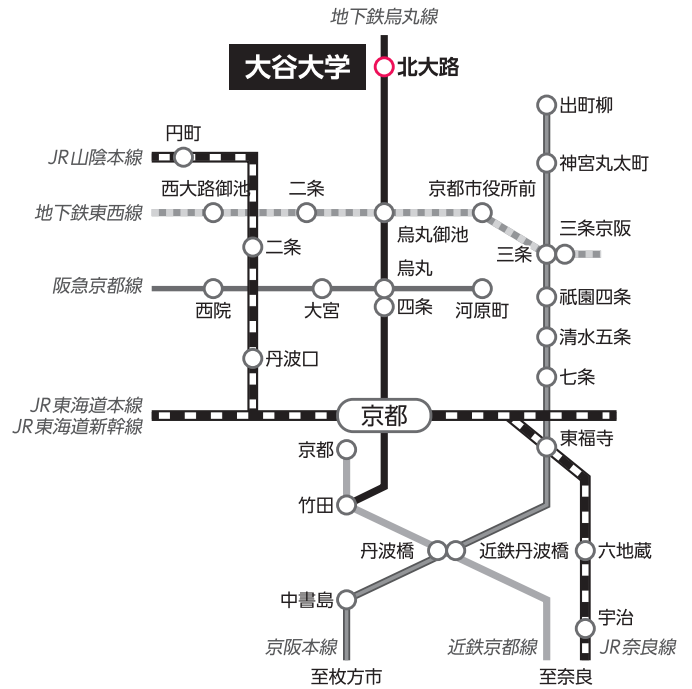 地下鉄烏丸線
大谷大学
北大路
出町柳
円町
JR山陰本線
神宮丸太町
西大路御池
二条
京都市役所前
地下鉄東西線
烏丸御池
三条京阪
三条
二条
烏丸
阪急京都線
西院
大宮
四条
河原町
祇園四条
清水五条
丹波口
七条
JR東海道本線
JR東海道新幹線
京都
東福寺
京都
竹田
丹波橋
近鉄丹波橋
六地蔵
中書島
宇治
京阪本線
近鉄京都線
JR奈良線
至枚方市
至奈良